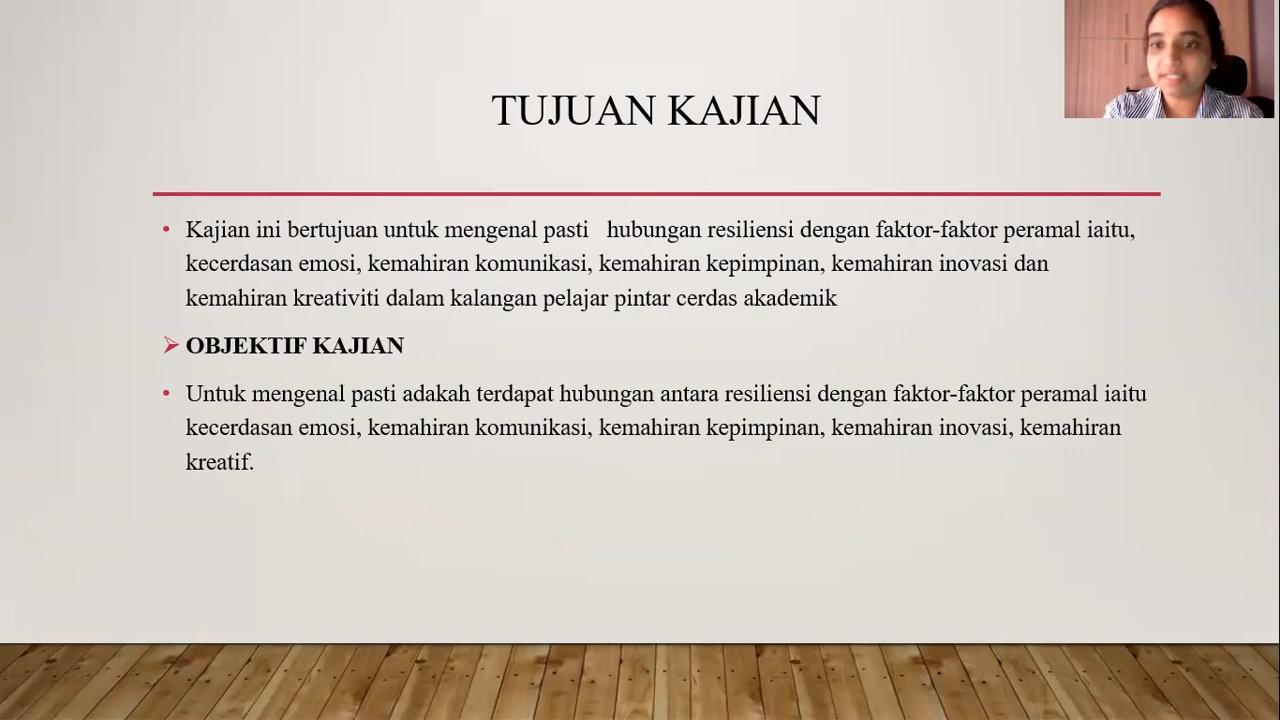 TUJUAN KAJIAN
Kajian ini bertujuan untuk mengenal pasti hubungan resiliensi dengan faktor-faktor peramal iaitu,
kecerdasan emosi, kemahiran komunikasi, kemahiran kepimpinan, kemahiran inovasi dan
kemahiran kreativiti dalam kalangan pelajar pintar cerdas akademik
OBJEKTIF KAJIAN
Untuk mengenal pasti adakah terdapat hubungan antara resiliensi dengan faktor-faktor peramal iaitu
kecerdasan emosi, kemahiran komunikasi, kemahiran kepimpinan, kemahiran inovasi, kemahiran
kreatif.